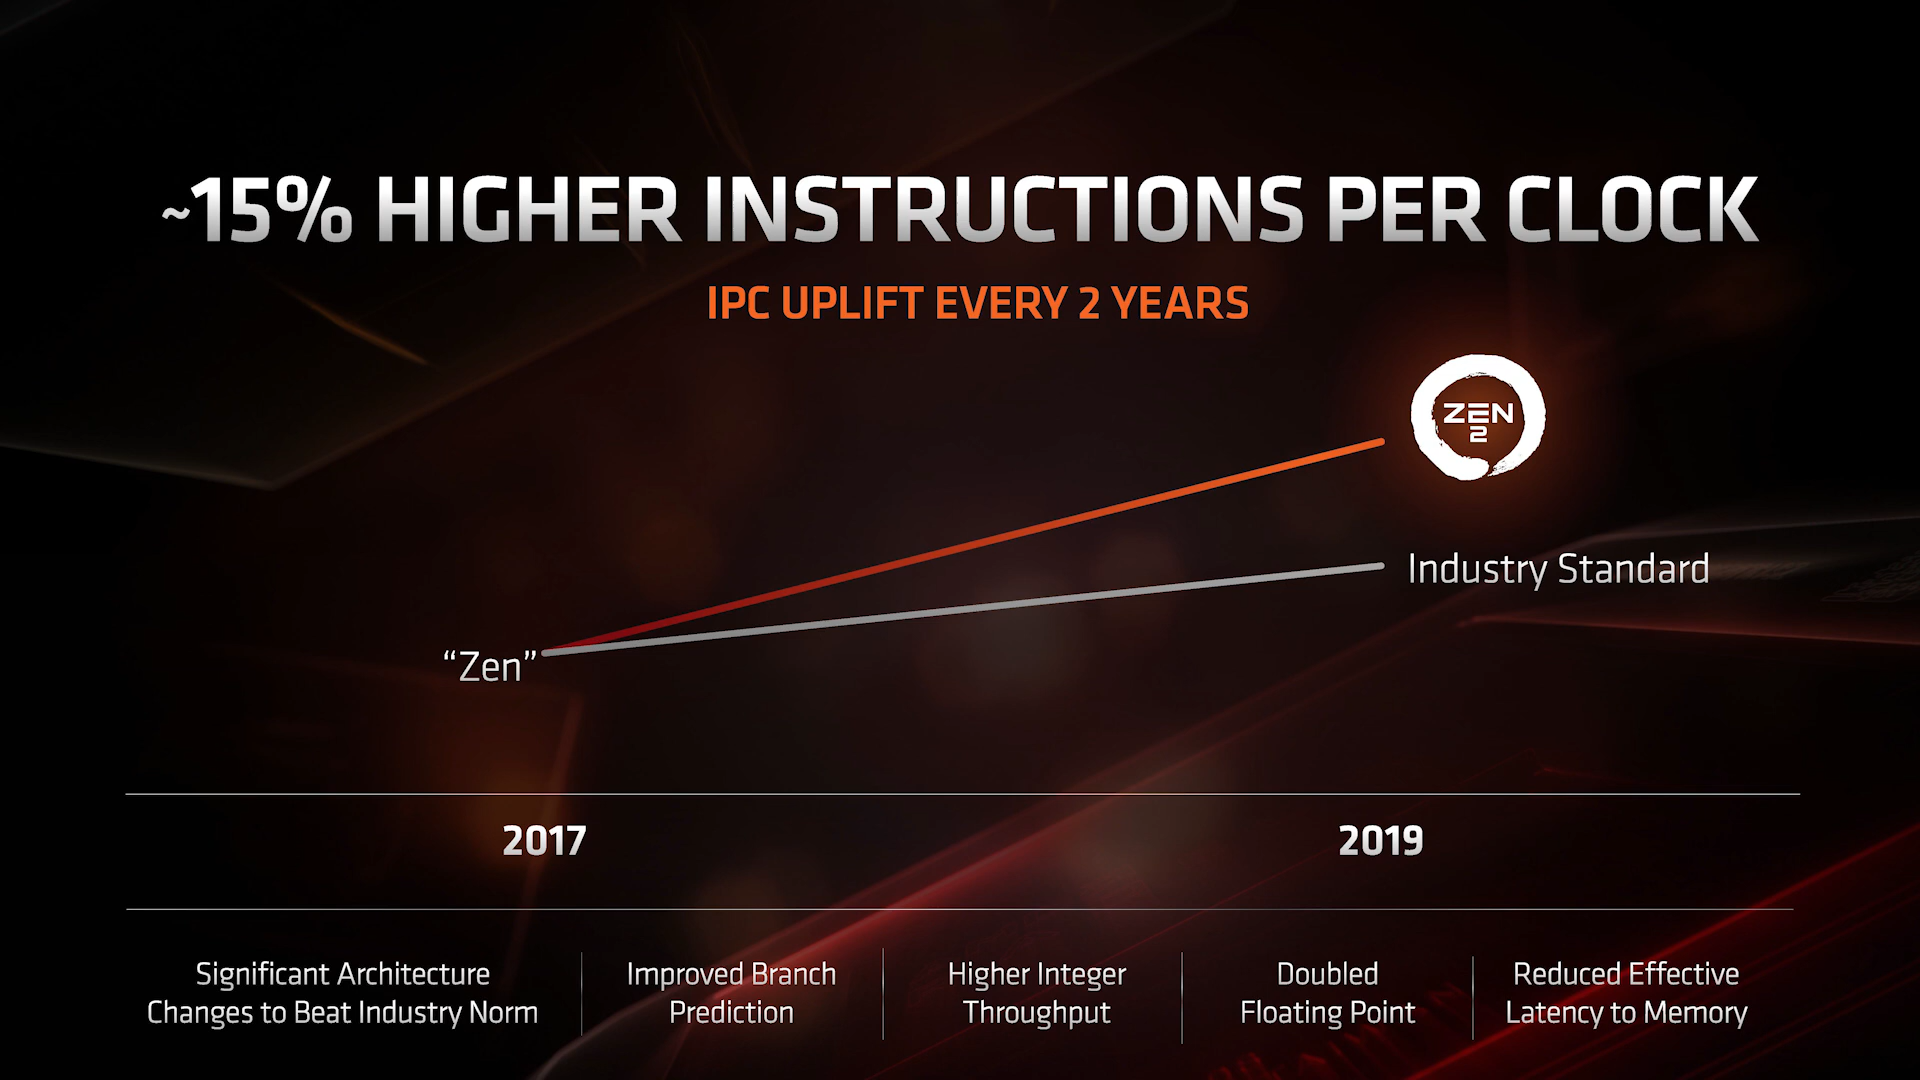 ~15% HIGHER INSTRUCTIONS PER CLOCK
IPC UPLIFT EVERY 2 YEARS
ZEN
2
Industry Standard
“Zen”
2017
2019
Significant Architecture
Changes to Beat Industry Norm
Improved Branch
Prediction
Higher Integer
Throughput
Doubled
Floating Point
Reduced Effective
Latency to Memory